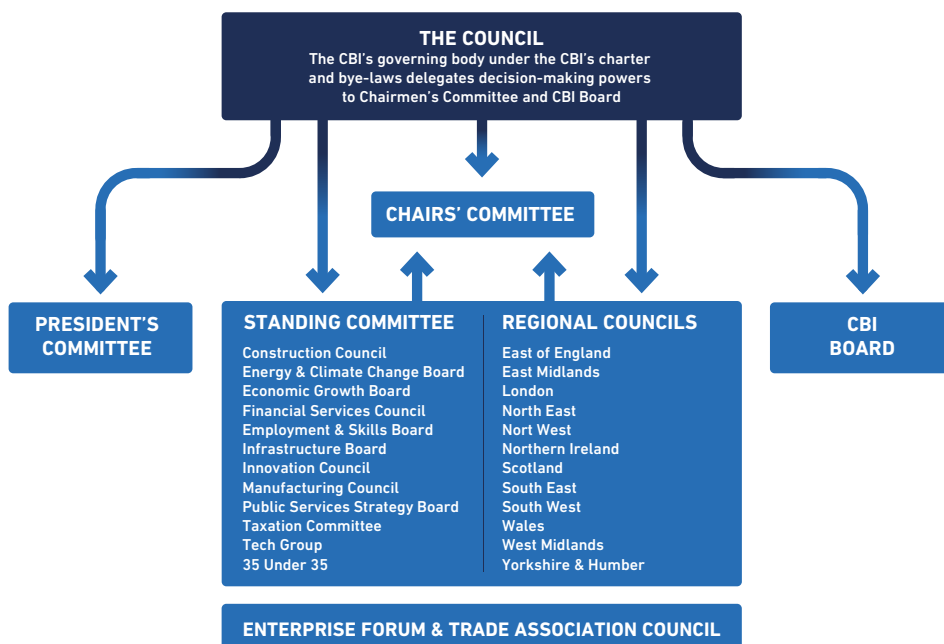 THE COUNCIL
The CBI's governing body under the CBI's charter
and bye-laws delegates decision-making powers
to Chairmen's Committee and CBI Board
CHAIRS' COMMITTEE
PRESIDENT'S
COMMITTEE
STANDING COMMITTEE
Construction Council
Energy & Climate Change Board
Economic Growth Board
Financial Services Council
Employment & Skills Board
Infrastructure Board
Innovation Council
Manufacturing Council
Public Services Strategy Board
Taxation Committee
Tech Group
35 Under 35
REGIONAL COUNCILS
East of England
East Midlands
London
North East
Nort West
Northern Ireland
Scotland
South East
South West
Wales
West Midlands
Yorkshire & Humber
CBI
BOARD
ENTERPRISE FORUM & TRADE ASSOCIATION COUNCIL